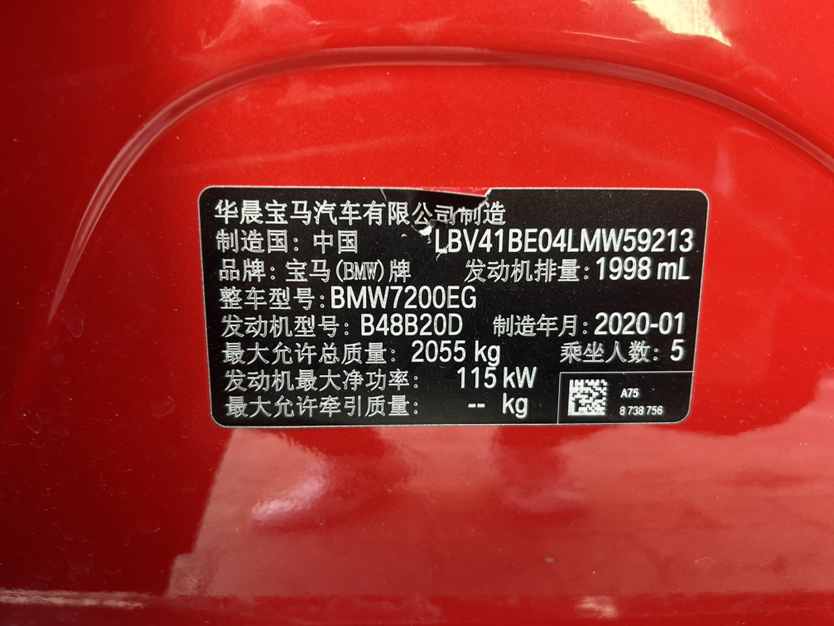 华晨宝马汽车有限公司制造
制造国：中国 LBV41BE04LMW59213
品牌：宝马(BMW)牌 发动机排量：1998 mL
整车型号：BMW7200EG
发动机型号：B48B20D 制造年月：2020-01
最大允许总质量：2055 kg 乘坐人数：5
发动机最大净功率：115 kW
最大允许牵引质量：-- kg
A75
8 738 756